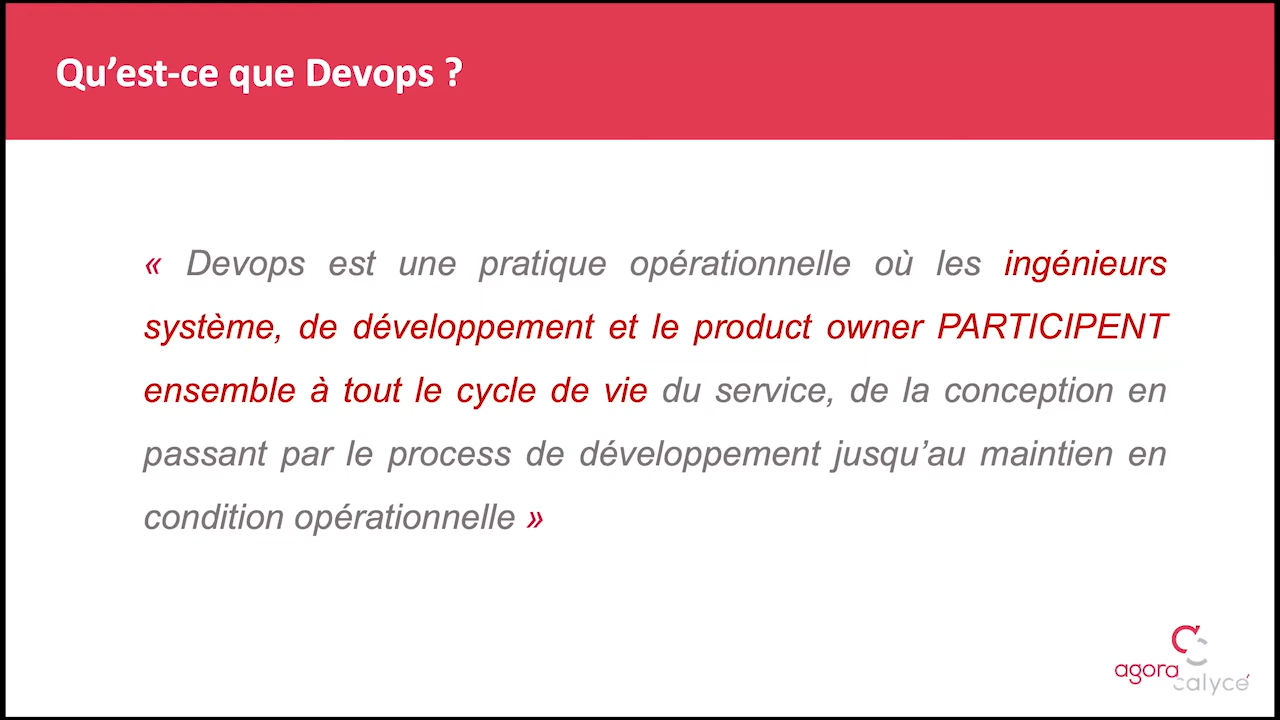 Qu’est-ce que Devops ?
« Devops est une pratique opérationnelle où les ingénieurs
système, de développement et le product owner PARTICIPENT
ensemble à tout le cycle de vie du service, de la conception en
passant par le process de développement jusqu’au maintien en
condition opérationnelle »
agora
calycé